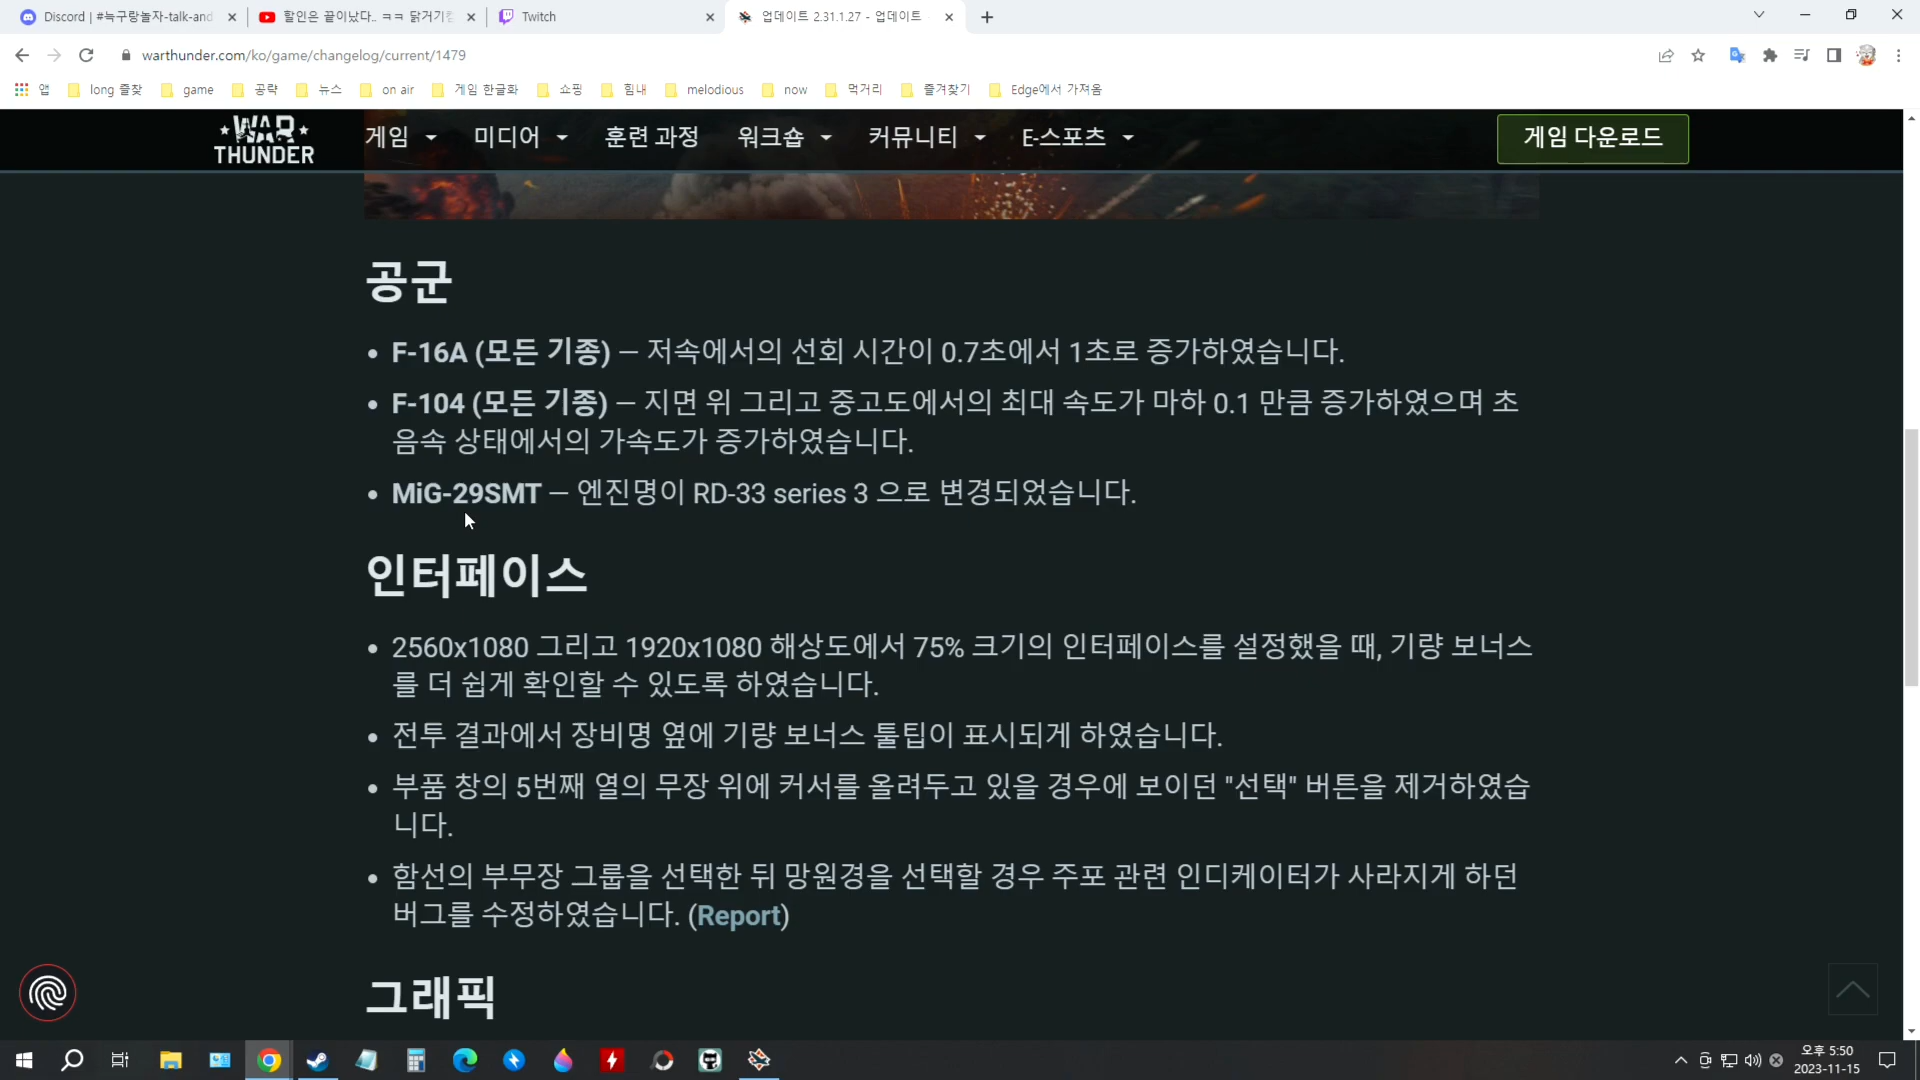 Discord | #늑구랑놀자-talk-and
할인은 끝이났다.. ㅋㅋ 닭거기
Twitch
업데이트 2.31.1.27 - 업데이트
warthunder.com/ko/game/changelog/current/1479
앱 long 즐찾 game 공략 뉴스 on air 게임 한글화 쇼핑 힘내 melodious now 먹거리 즐겨찾기 Edge에서 가져옴
WAR
THUNDER
게임 미디어 훈련 과정 워크숍 커뮤니티 E-스포츠
게임 다운로드
공군
• F-16A (모든 기종) — 저속에서의 선회 시간이 0.7초에서 1초로 증가하였습니다.
• F-104 (모든 기종) — 지면 위 그리고 중고도에서의 최대 속도가 마하 0.1 만큼 증가하였으며 초
음속 상태에서의 가속도가 증가하였습니다.
• MiG-29SMT — 엔진명이 RD-33 series 3 으로 변경되었습니다.
인터페이스
• 2560x1080 그리고 1920x1080 해상도에서 75% 크기의 인터페이스를 설정했을 때, 기량 보너스
를 더 쉽게 확인할 수 있도록 하였습니다.
• 전투 결과에서 장비명 옆에 기량 보너스 툴팁이 표시되게 하였습니다.
• 부품 창의 5번째 열의 무장 위에 커서를 올려두고 있을 경우에 보이던 "선택" 버튼을 제거하였습
니다.
• 함선의 부무장 그룹을 선택한 뒤 망원경을 선택할 경우 주포 관련 인디케이터가 사라지게 하던
버그를 수정하였습니다. (Report)
그래픽
오후 5:50
2023-11-15